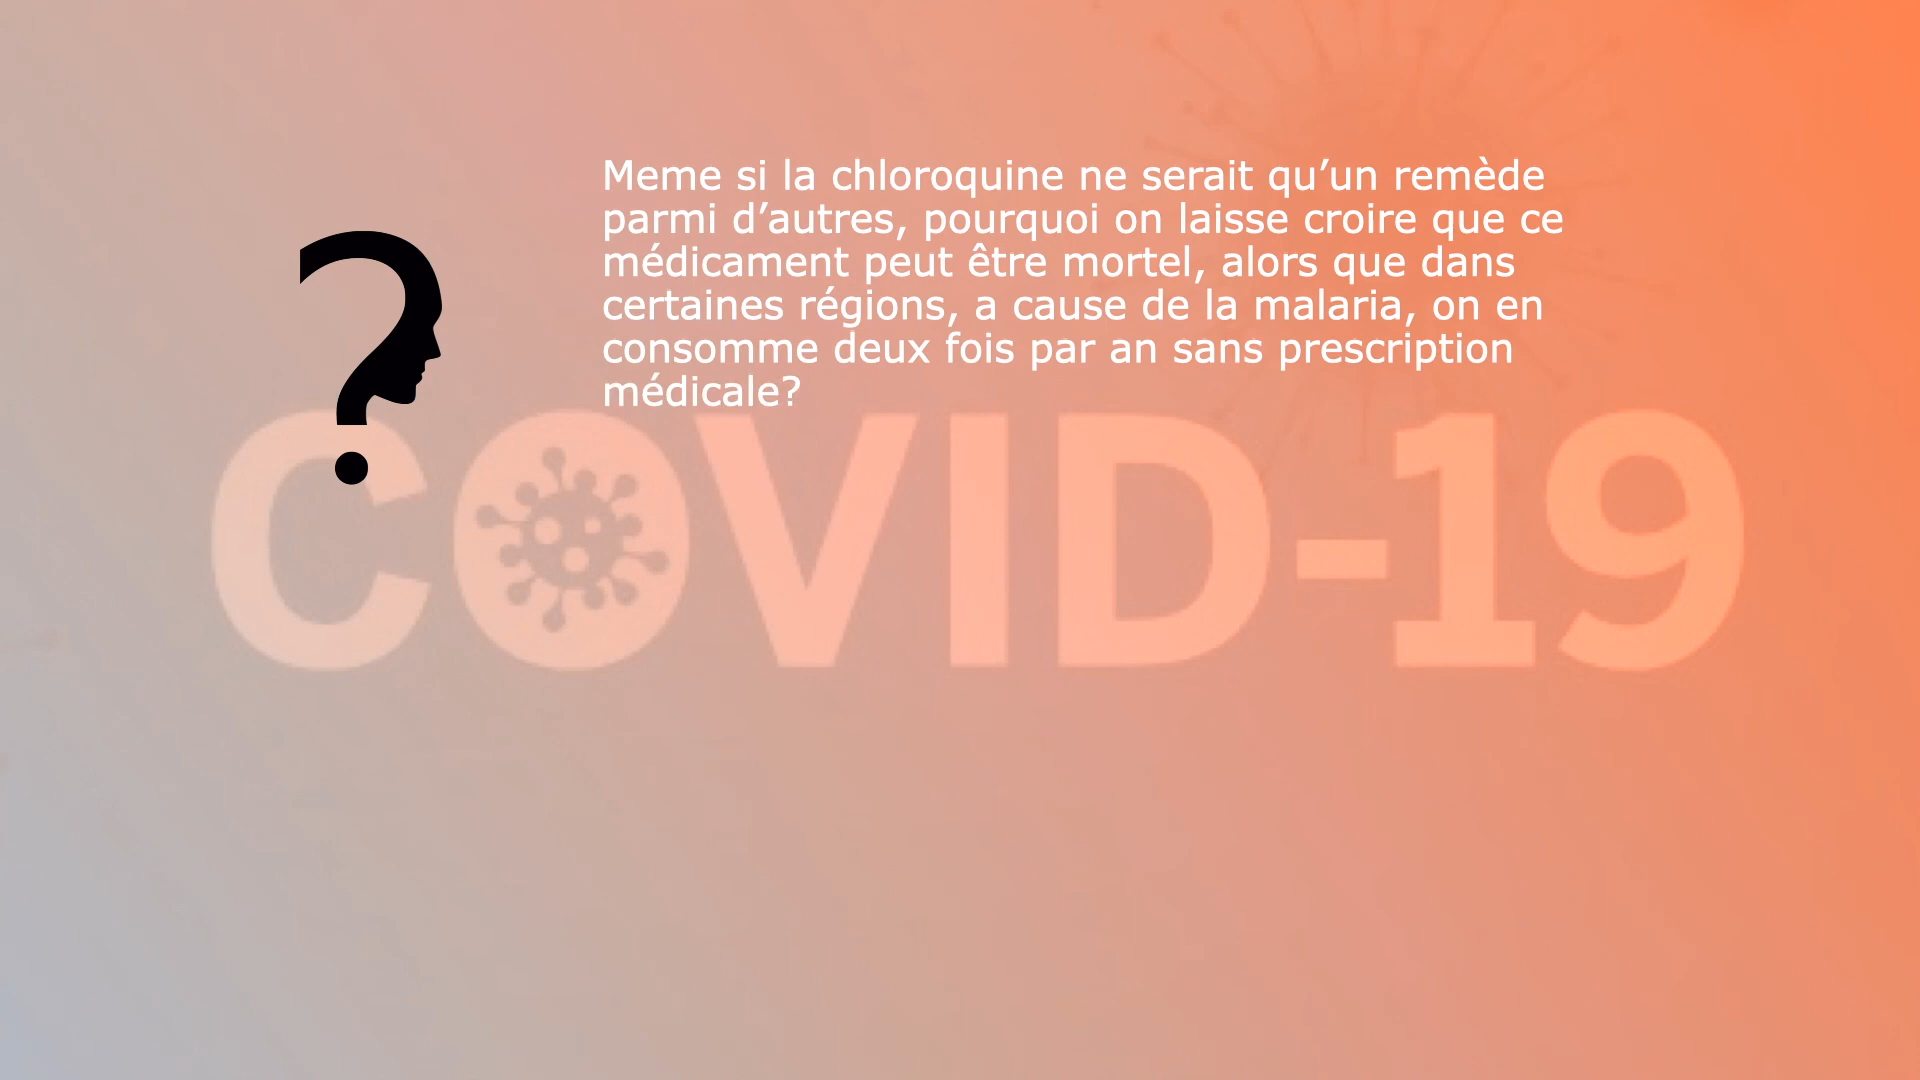 Meme si la chloroquine ne serait qu’un remède
parmi d’autres, pourquoi on laisse croire que ce
médicament peut être mortel, alors que dans
certaines régions, a cause de la malaria, on en
consomme deux fois par an sans prescription
médicale?
?
COVID-19